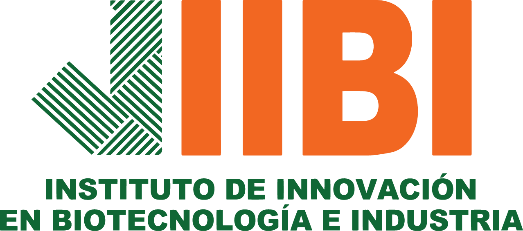 IIBI
INSTITUTO DE INNOVACIÓN
EN BIOTECNOLOGÍA E INDUSTRIA